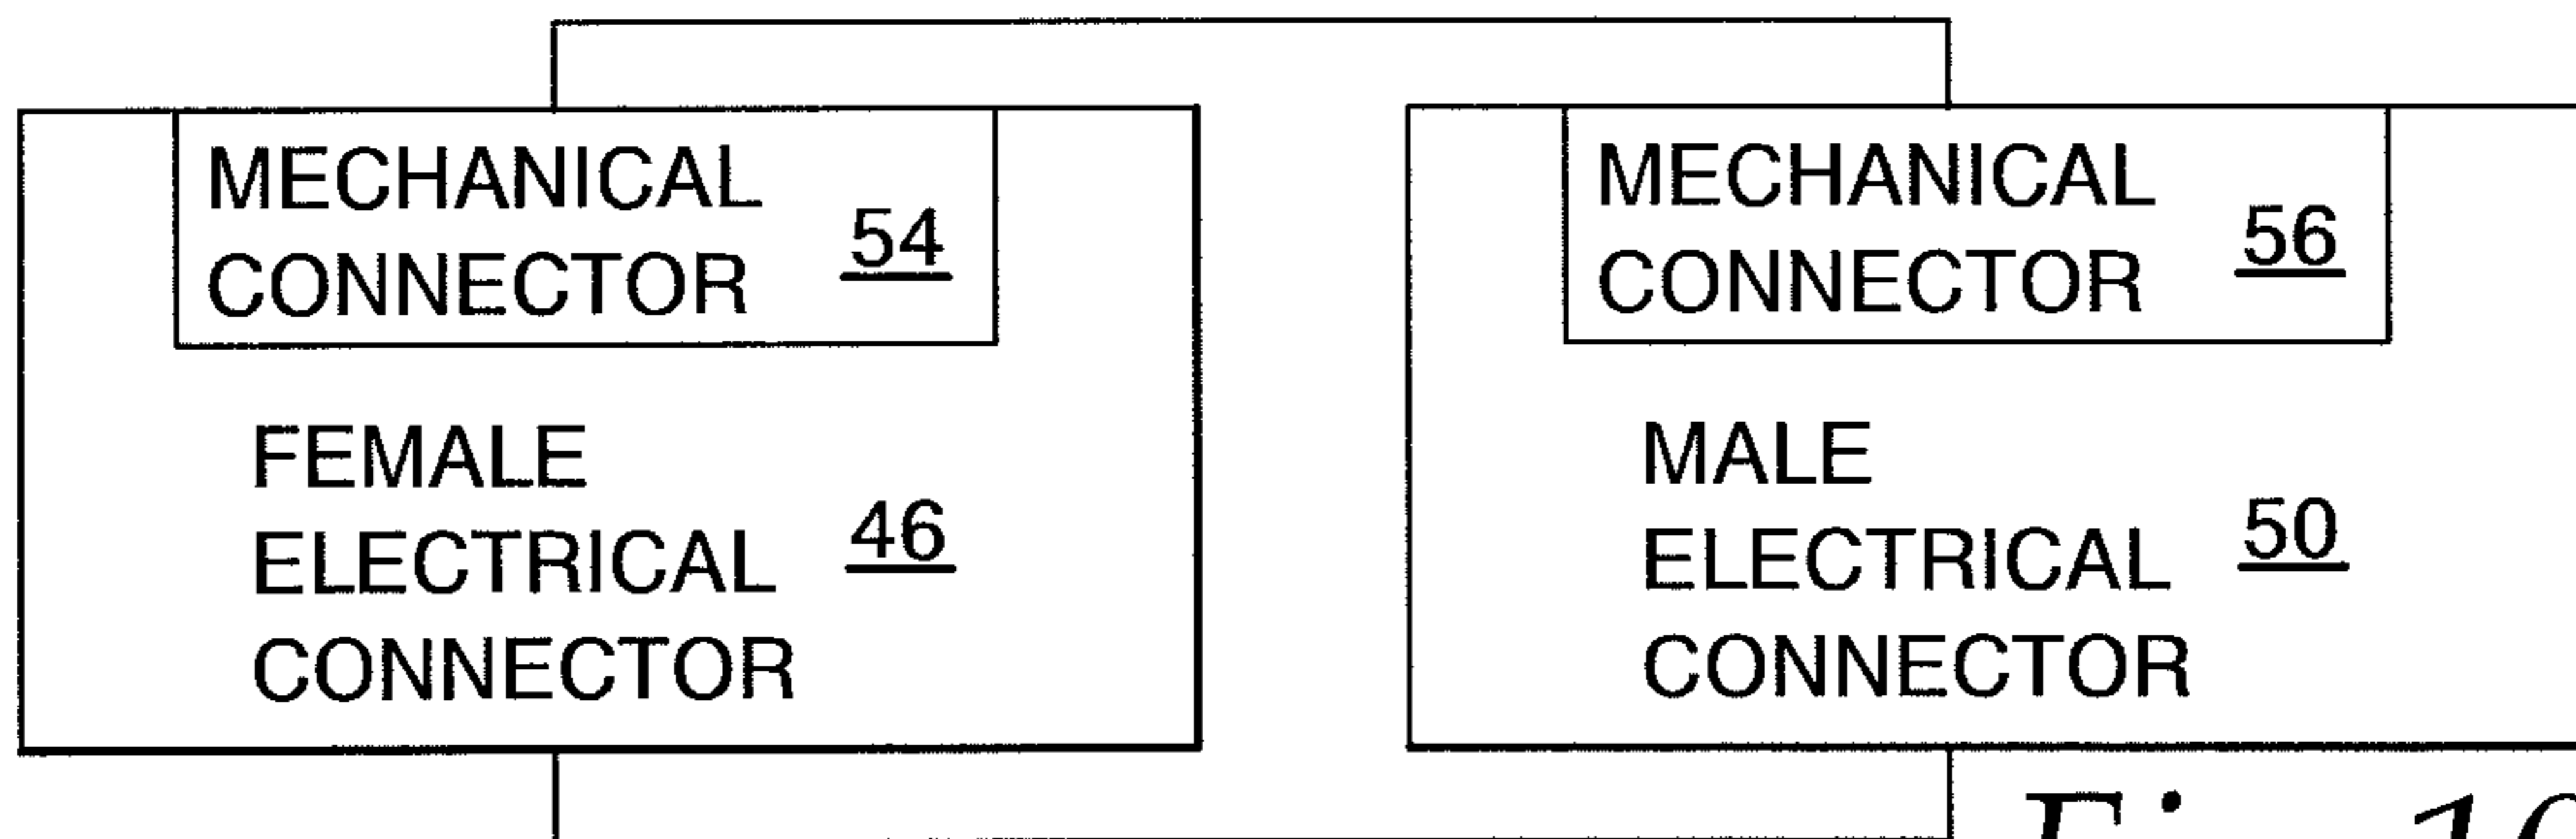 MECHANICAL
CONNECTOR 54
FEMALE
ELECTRICAL 46
CONNECTOR
MECHANICAL
CONNECTOR 56
MALE
ELECTRICAL 50
CONNECTOR